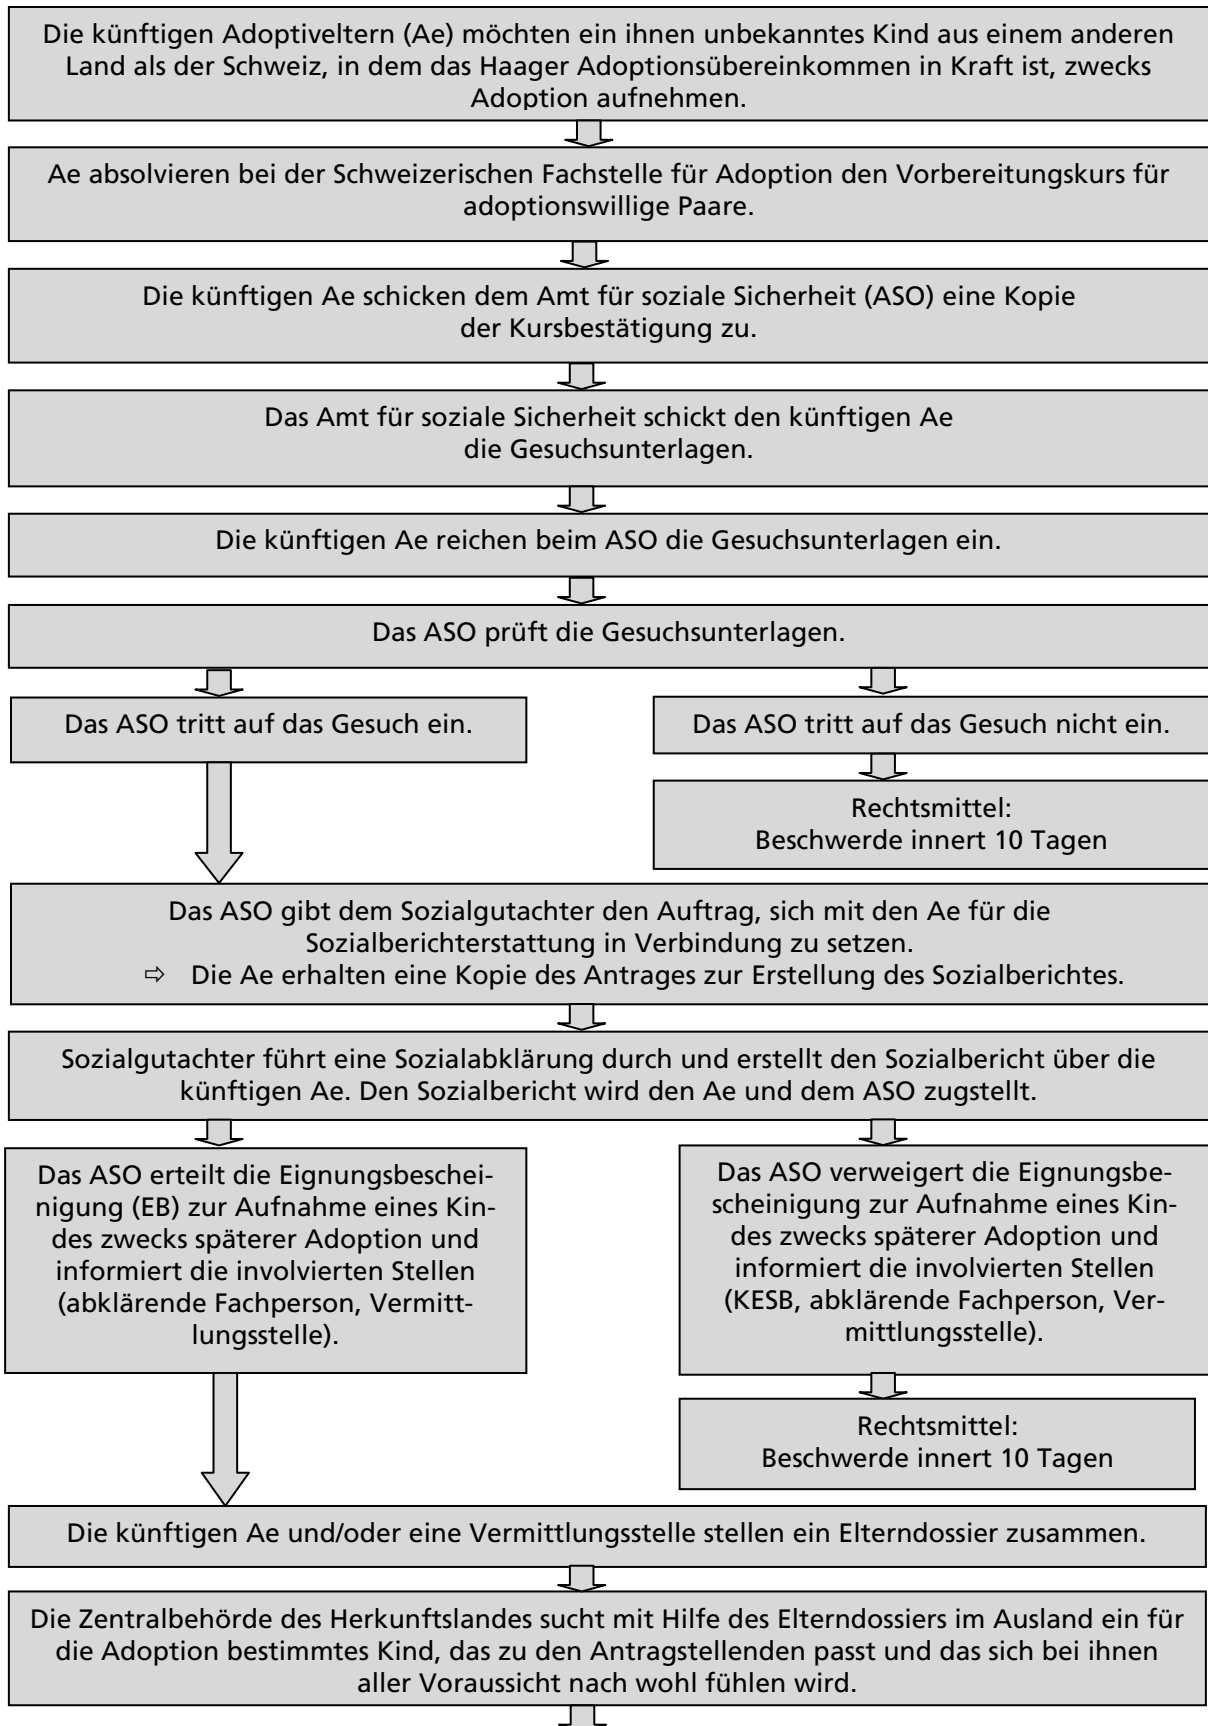 Die künftigen Adoptiveltern (Ae) möchten ein ihnen unbekanntes Kind aus einem anderen
Land als der Schweiz, in dem das Haager Adoptionsübereinkommen in Kraft ist, zwecks
Adoption aufnehmen.
Ae absolvieren bei der Schweizerischen Fachstelle für Adoption den Vorbereitungskurs für
adoptionswillige Paare.
Die künftigen Ae schicken dem Amt für soziale Sicherheit (ASO) eine Kopie
der Kursbestätigung zu.
Das Amt für soziale Sicherheit schickt den künftigen Ae
die Gesuchsunterlagen.
Die künftigen Ae reichen beim ASO die Gesuchsunterlagen ein.
Das ASO prüft die Gesuchsunterlagen.
Das ASO tritt auf das Gesuch ein.
Das ASO tritt auf das Gesuch nicht ein.
Rechtsmittel:
Beschwerde innert 10 Tagen
Das ASO gibt dem Sozialgutachter den Auftrag, sich mit den Ae für die
Sozialberichterstattung in Verbindung zu setzen.
⇨ Die Ae erhalten eine Kopie des Antrages zur Erstellung des Sozialberichtes.
Sozialgutachter führt eine Sozialabklärung durch und erstellt den Sozialbericht über die
künftigen Ae. Den Sozialbericht wird den Ae und dem ASO zugstellt.
Das ASO erteilt die Eignungsbeschei-
nigung (EB) zur Aufnahme eines Kin-
des zwecks späterer Adoption und
informiert die involvierten Stellen
(abklärende Fachperson, Vermitt-
lungsstelle).
Das ASO verweigert die Eignungsbe-
scheinigung zur Aufnahme eines Kin-
des zwecks späterer Adoption und
informiert die involvierten Stellen
(KESB, abklärende Fachperson, Ver-
mittlungsstelle).
Rechtsmittel:
Beschwerde innert 10 Tagen
Die künftigen Ae und/oder eine Vermittlungsstelle stellen ein Elterndossier zusammen.
Die Zentralbehörde des Herkunftslandes sucht mit Hilfe des Elterndossiers im Ausland ein für
die Adoption bestimmtes Kind, das zu den Antragstellenden passt und das sich bei ihnen
aller Voraussicht nach wohl fühlen wird.